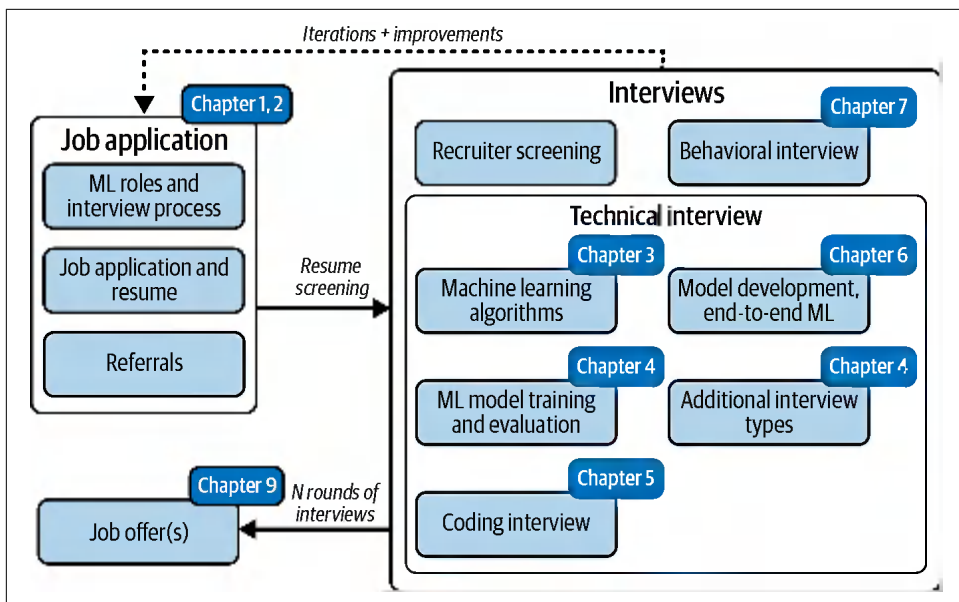 Iterations + improvements
Chapter 1, 2
Job application
ML roles and
interview process
Job application and
resume
Referrals
Resume
screening
Interviews
Chapter 7
Recruiter screening
Behavioral interview
Technical interview
Chapter 3
Machine learning
algorithms
Chapter 6
Model development,
end-to-end ML
Chapter 4
ML model training
and evaluation
Chapter 4
Additional interview
types
Chapter 5
Coding interview
N rounds of
interviews
Chapter 9
Job offer(s)